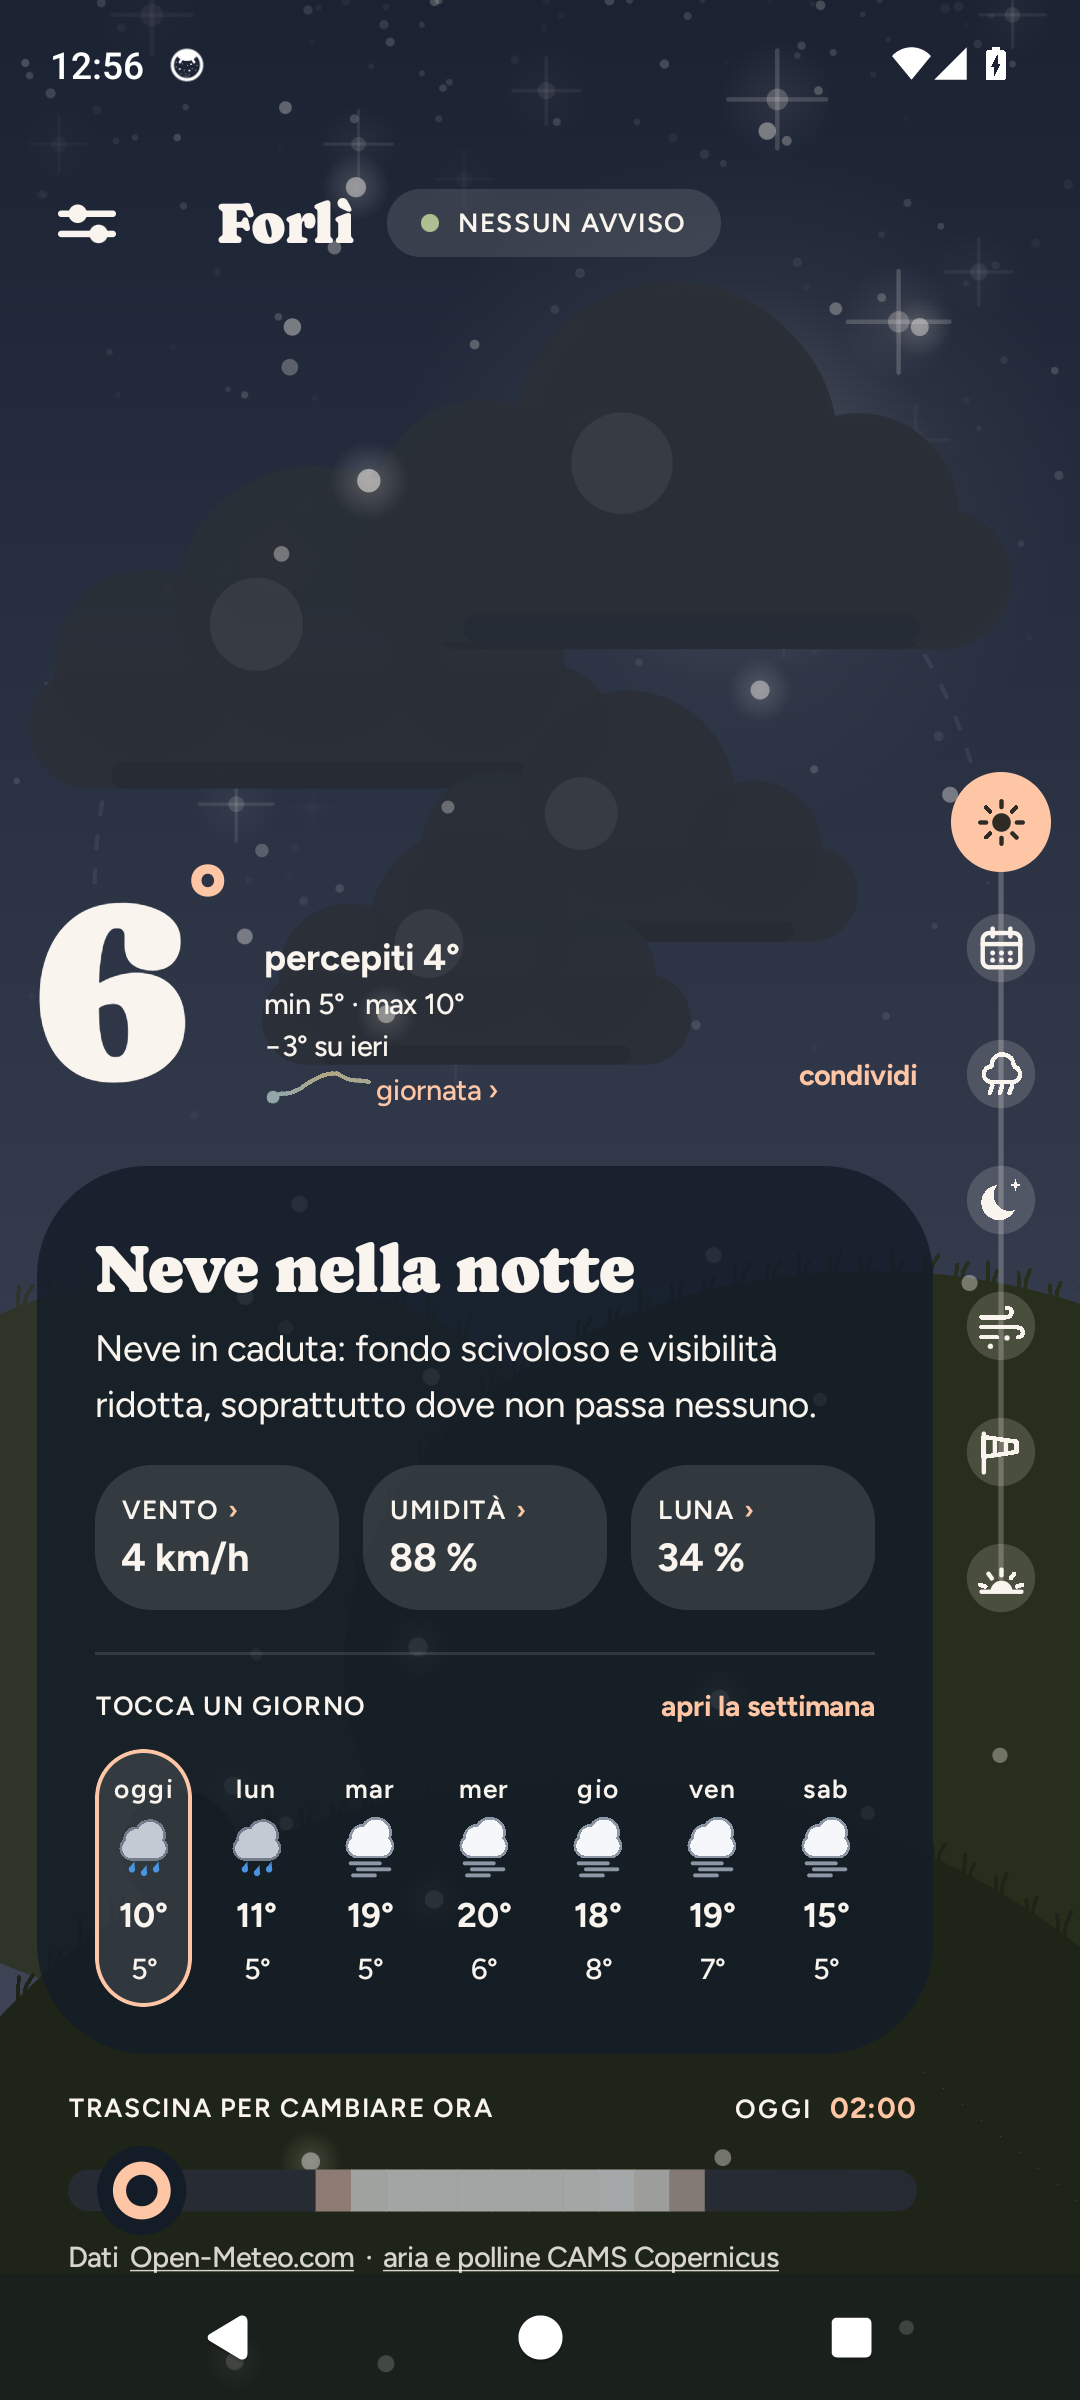 12:56
Forlì
NESSUN AVVISO
6°
percepiti 4°
min 5° · max 10°
−3° su ieri
giornata ›
condividi
Neve nella notte
Neve in caduta: fondo scivoloso e visibilità
ridotta, soprattutto dove non passa nessuno.
VENTO › UMIDITÀ › LUNA ›
4 km/h 88 % 34 %
TOCCA UN GIORNO apri la settimana
oggi lun mar mer gio ven sab
10° 11° 19° 20° 18° 19° 15°
5° 5° 5° 6° 8° 7° 5°
TRASCINA PER CAMBIARE ORA OGGI 02:00
Dati Open-Meteo.com · aria e polline CAMS Copernicus